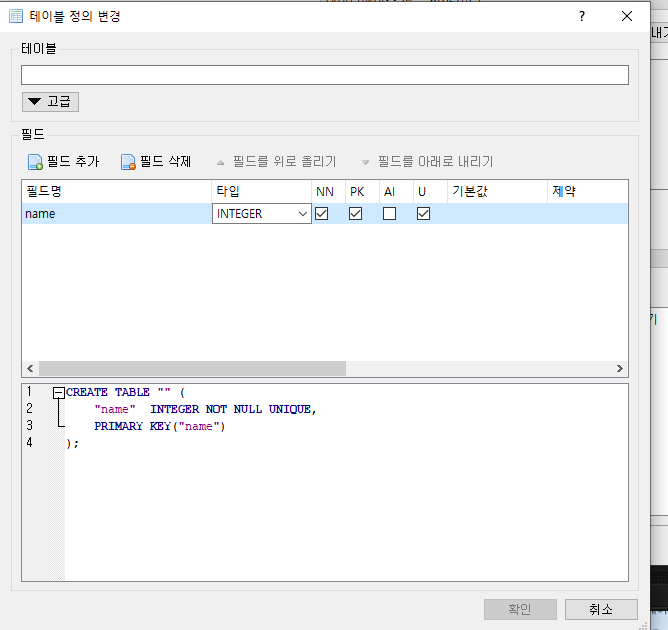 테이블 정의 변경
?
테이블
고급
필드
필드 추가 필드 삭제 필드를 위로 올리기 필드를 아래로 내리기
필드명 타입 NN PK AI U 기본값 제약
name INTEGER
1 CREATE TABLE "" (
2 "name" INTEGER NOT NULL UNIQUE,
3 PRIMARY KEY("name")
4 );
확인 취소